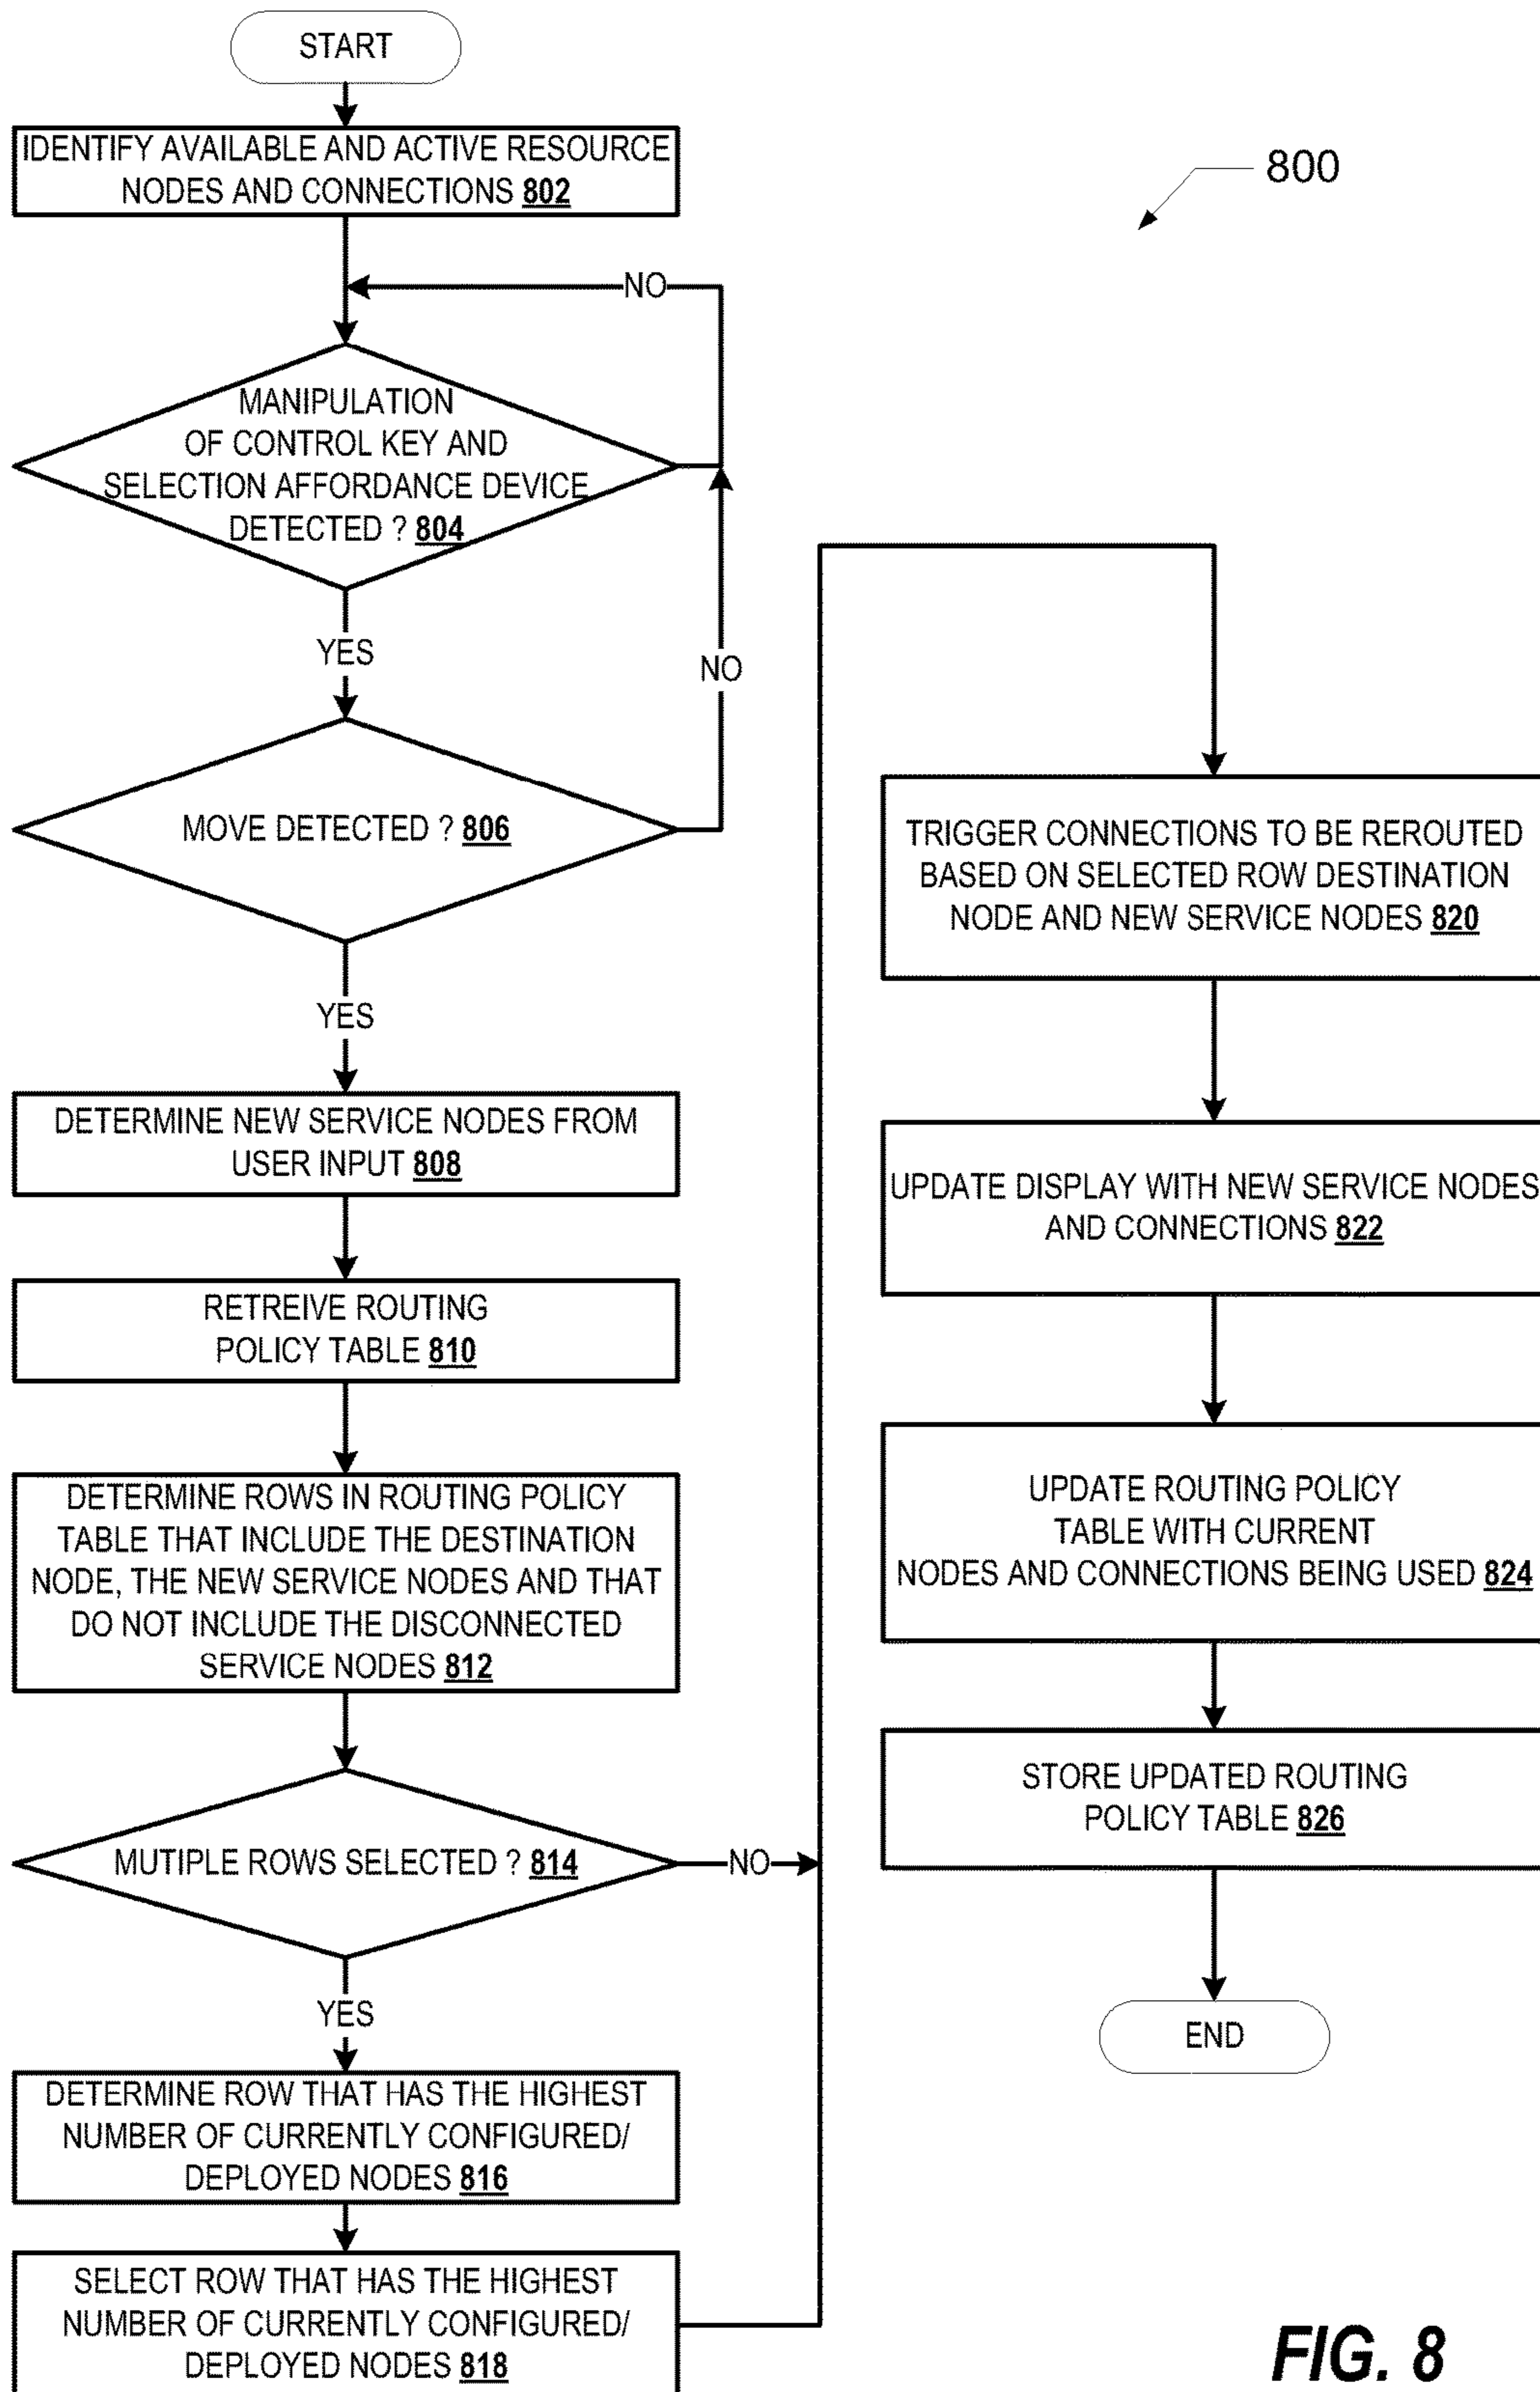 START
IDENTIFY AVAILABLE AND ACTIVE RESOURCE
NODES AND CONNECTIONS 802
800
NO
MANIPULATION
OF CONTROL KEY AND
SELECTION AFFORDANCE DEVICE
DETECTED ? 804
YES
NO
MOVE DETECTED ? 806
YES
DETERMINE NEW SERVICE NODES FROM
USER INPUT 808
RETREIVE ROUTING
POLICY TABLE 810
DETERMINE ROWS IN ROUTING POLICY
TABLE THAT INCLUDE THE DESTINATION
NODE, THE NEW SERVICE NODES AND THAT
DO NOT INCLUDE THE DISCONNECTED
SERVICE NODES 812
MUTIPLE ROWS SELECTED ? 814
NO
YES
DETERMINE ROW THAT HAS THE HIGHEST
NUMBER OF CURRENTLY CONFIGURED/
DEPLOYED NODES 816
SELECT ROW THAT HAS THE HIGHEST
NUMBER OF CURRENTLY CONFIGURED/
DEPLOYED NODES 818
TRIGGER CONNECTIONS TO BE REROUTED
BASED ON SELECTED ROW DESTINATION
NODE AND NEW SERVICE NODES 820
UPDATE DISPLAY WITH NEW SERVICE NODES
AND CONNECTIONS 822
UPDATE ROUTING POLICY
TABLE WITH CURRENT
NODES AND CONNECTIONS BEING USED 824
STORE UPDATED ROUTING
POLICY TABLE 826
END
FIG. 8